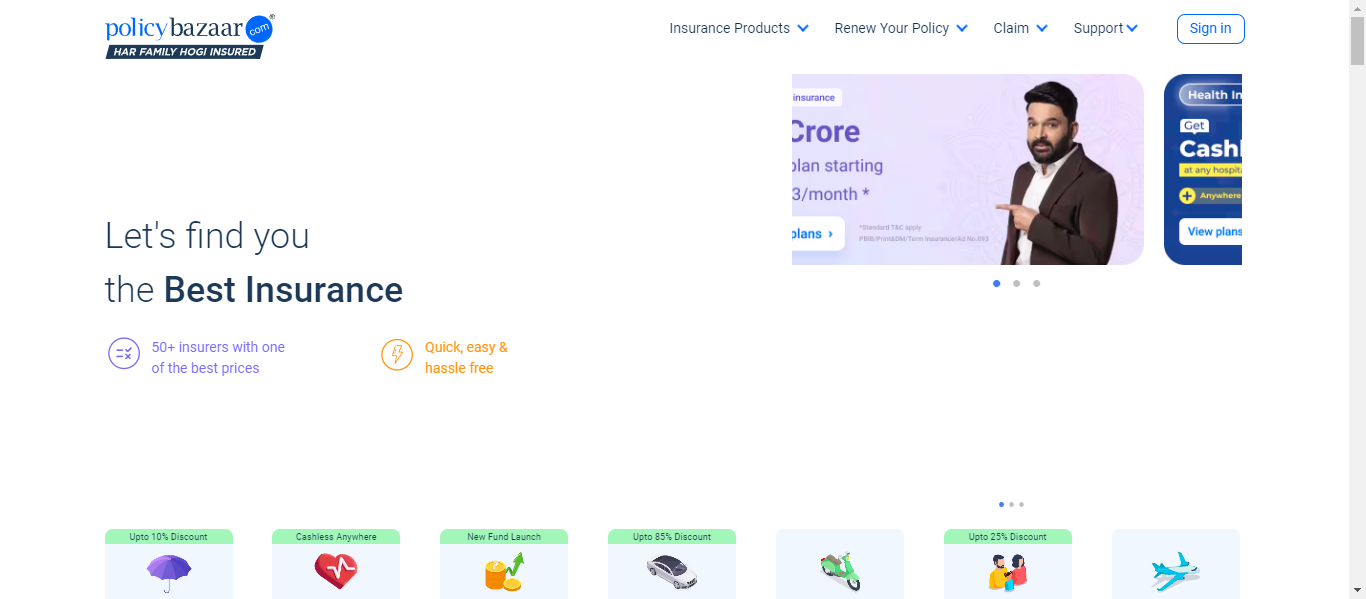 policybazaar.com
HAR FAMILY HOGI INSURED
Insurance Products
Renew Your Policy
Claim
Support
Sign in
insurance
Crore
plan starting
3/month *
plans ›
*Standard T&C apply
PBIB/Print&DM/Term Insurance/Ad No.093
Health In
Get
Cashl
at any hospita
Anywhere
View plans
Let's find you
the Best Insurance
50+ insurers with one
of the best prices
Quick, easy &
hassle free
Upto 10% Discount
Cashless Anywhere
New Fund Launch
Upto 85% Discount
Upto 25% Discount